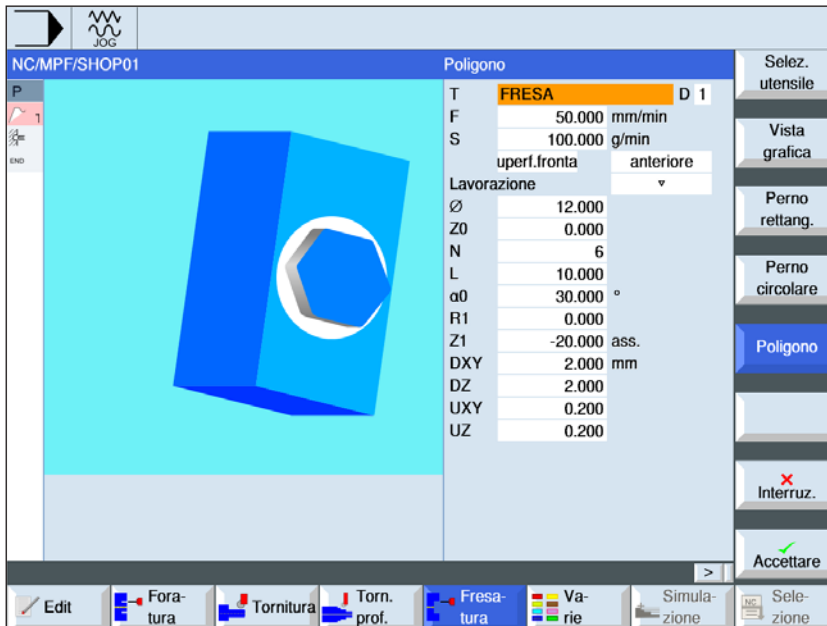 JOG
NC/MPF/SHOP01
Poligono
P
1
END
T FRESA D 1
F 50.000 mm/min
S 100.000 g/min
uperf.fronta anteriore
Lavorazione ▿
Ø 12.000
Z0 0.000
N 6
L 10.000
α0 30.000 °
R1 0.000
Z1 -20.000 ass.
DXY 2.000 mm
DZ 2.000
UXY 0.200
UZ 0.200
Selez.
utensile
Vista
grafica
Perno
rettang.
Perno
circolare
Poligono
Interruz.
Accettare
>
Edit
Fora-
tura
Tornitura
Torn.
prof.
Fresa-
tura
Va-
rie
Simula-
zione
NC
Sele-
zione